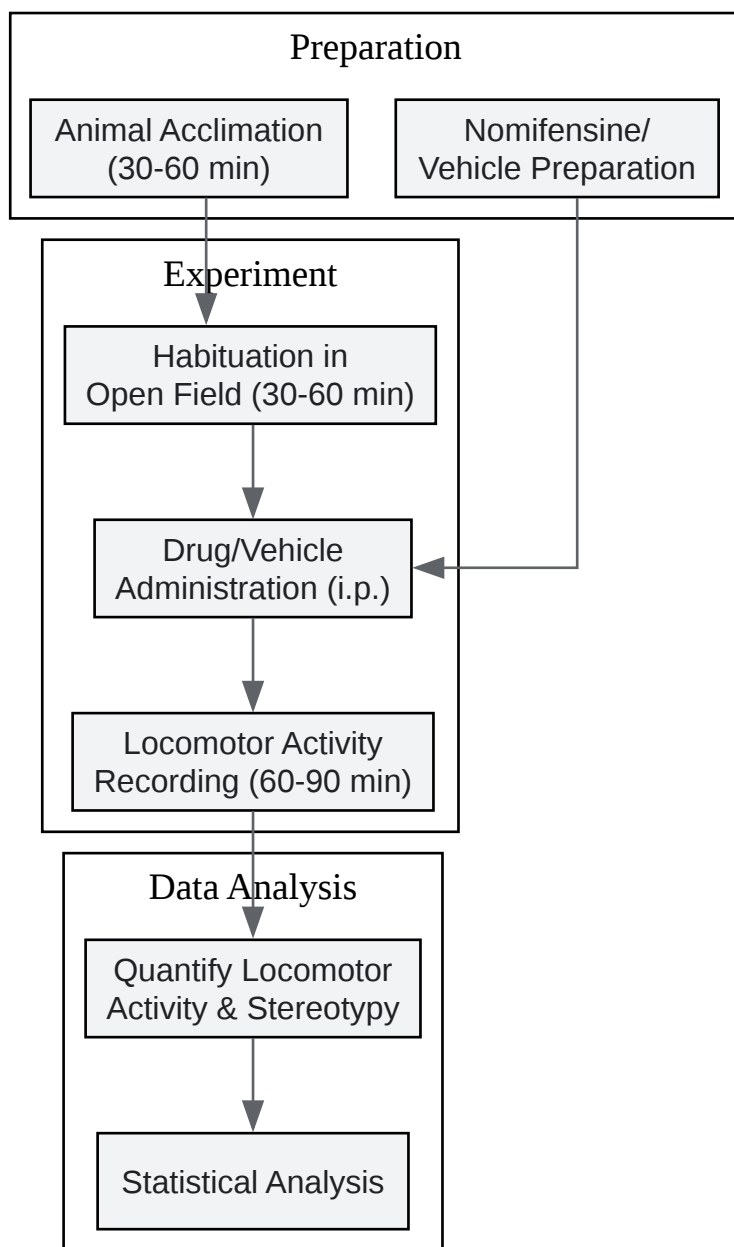 Preparation
Animal Acclimation
(30-60 min)
Nomifensine/
Vehicle Preparation
Experiment
Habituation in
Open Field (30-60 min)
Drug/Vehicle
Administration (i.p.)
Locomotor Activity
Recording (60-90 min)
Data Analysis
Quantify Locomotor
Activity & Stereotypy
Statistical Analysis